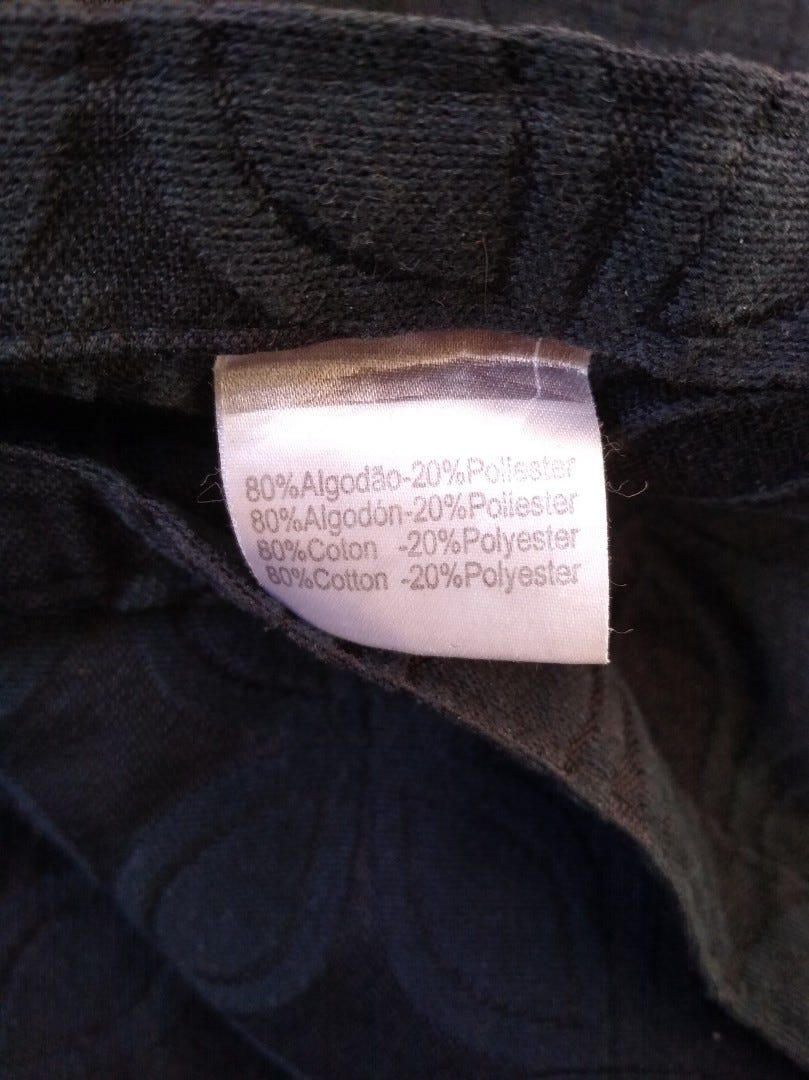 80%Algodão-20%Poliester
80%Algodón-20%Poliester
80%Coton -20%Polyester
80%Cotton -20%Polyester